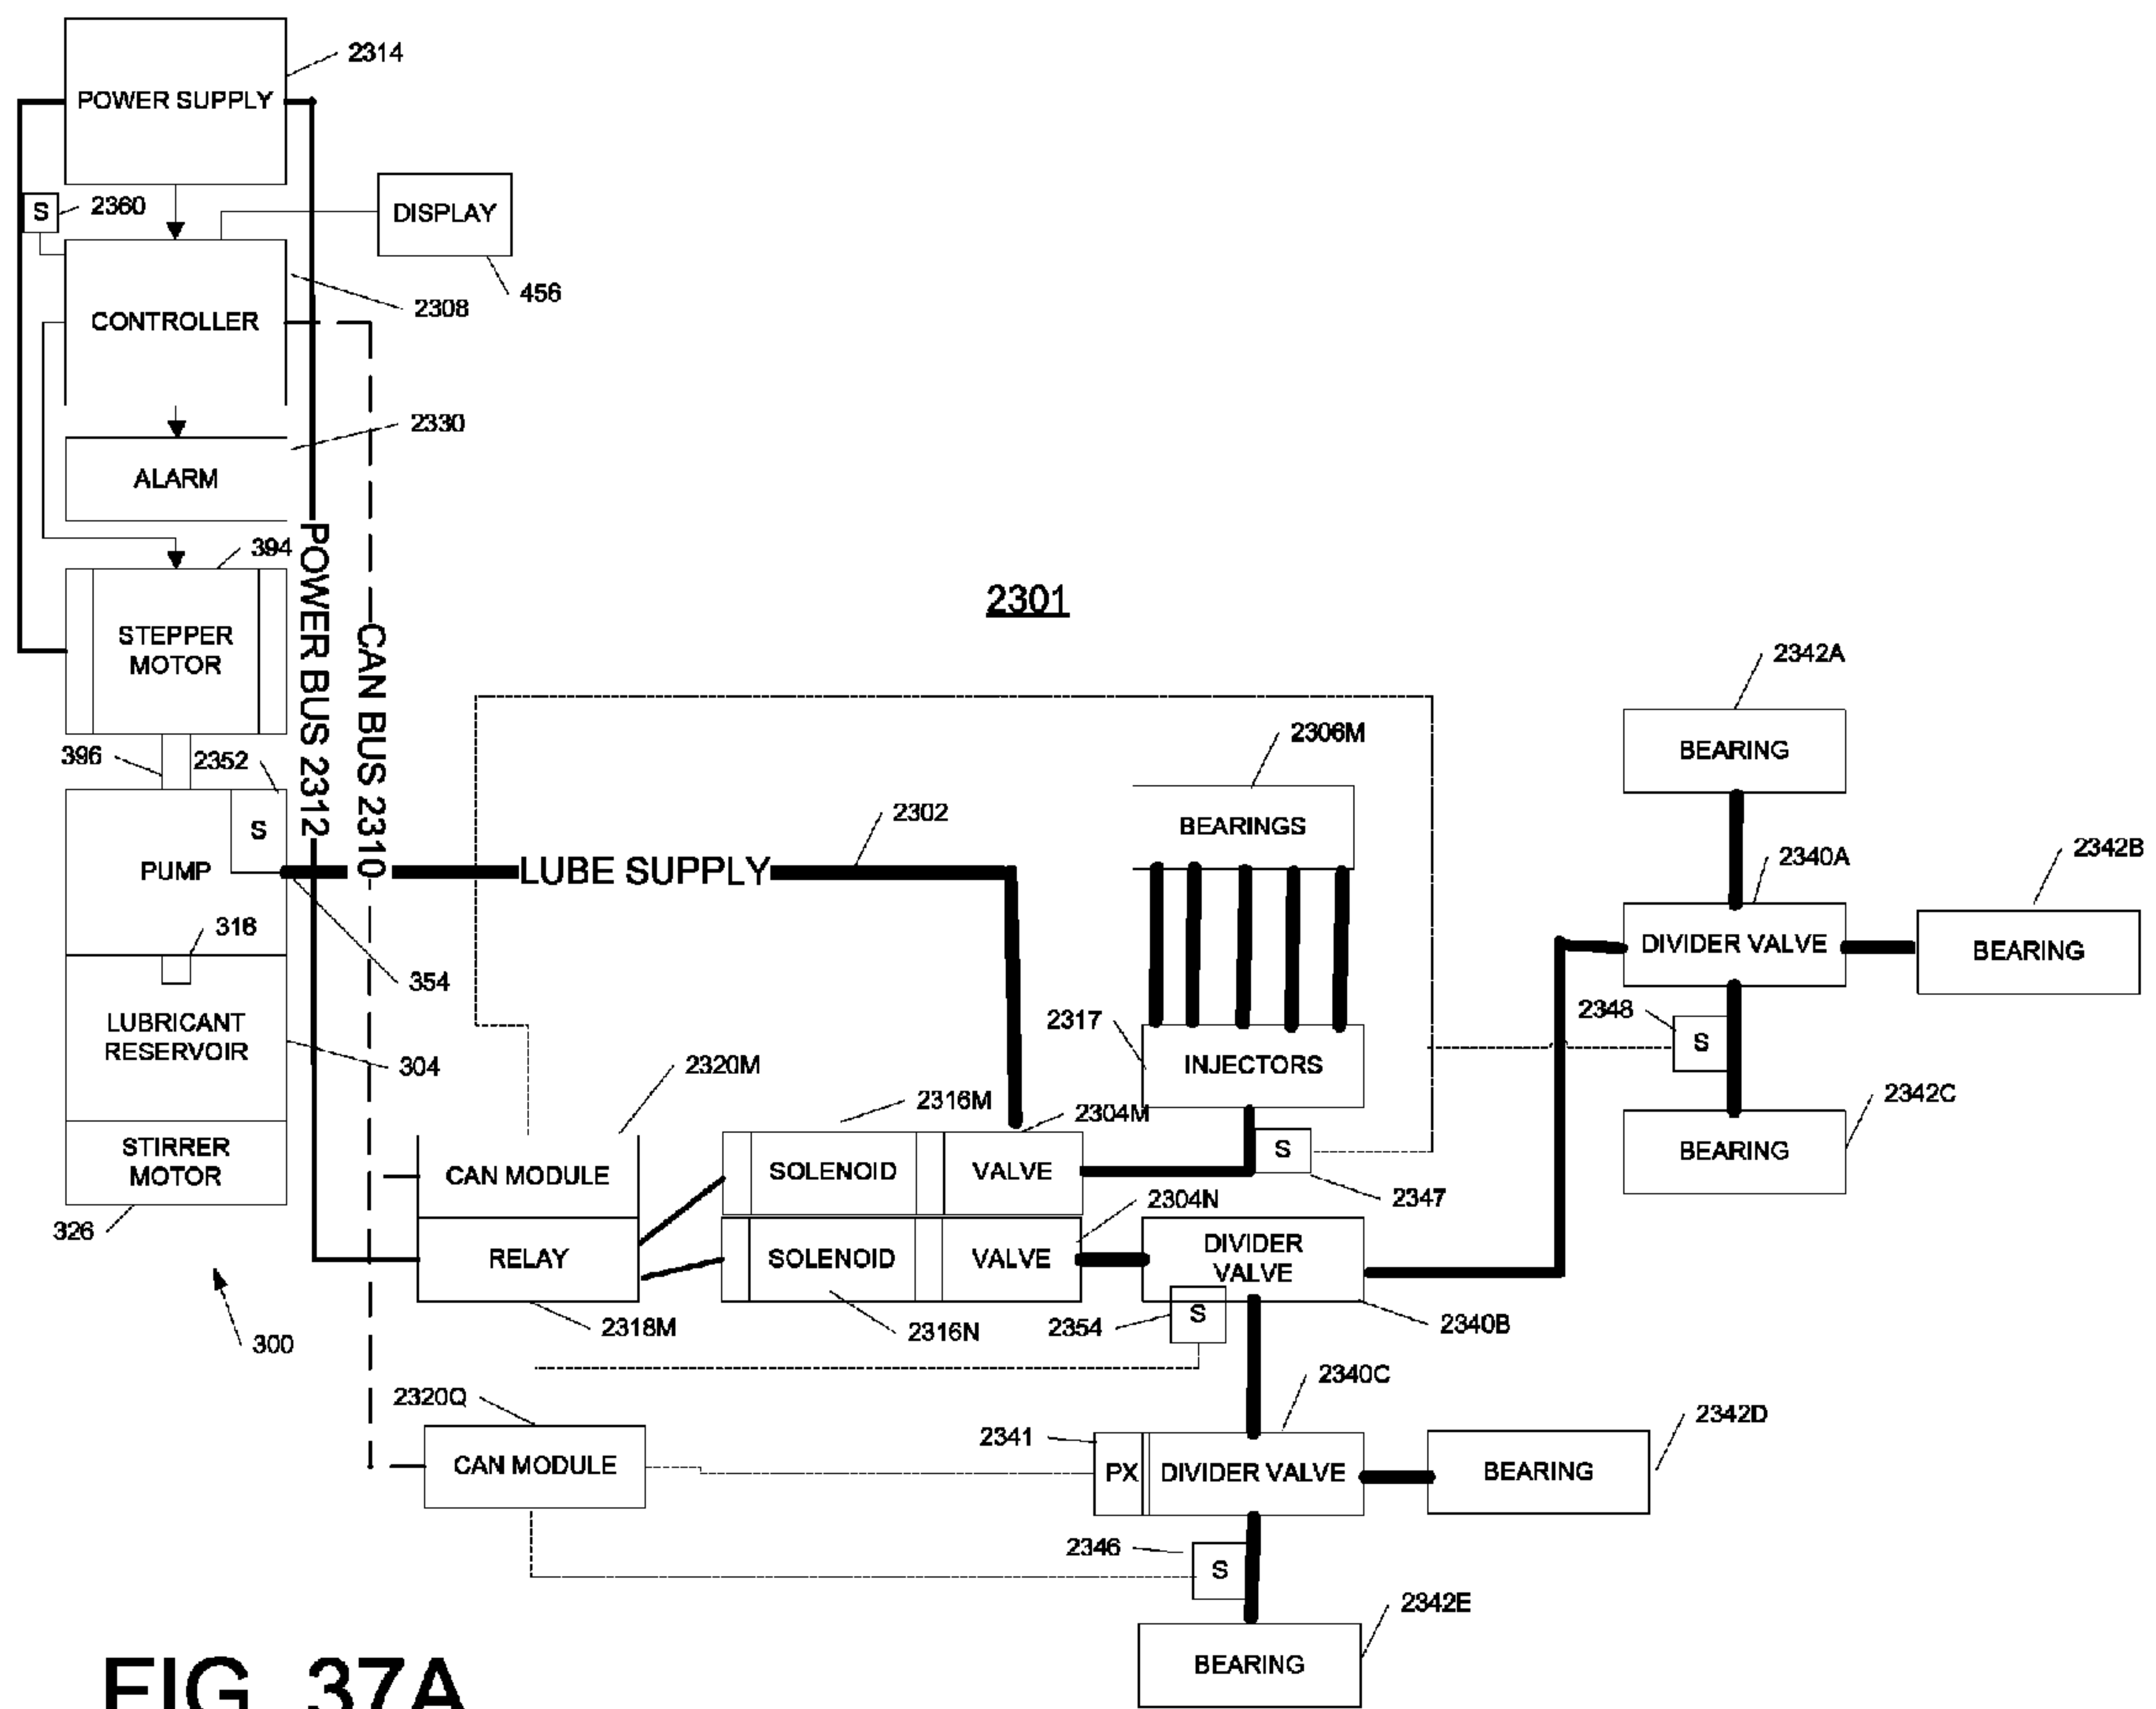 2314
POWER SUPPLY
S
2360
DISPLAY
456
2308
CONTROLLER
2330
ALARM
394
STEPPER
MOTOR
POWER BUS 2312
CAN BUS 2310
2301
396
2352
S
PUMP
2302
LUBE SUPPLY
318
354
LUBRICANT
RESERVOIR
304
STIRRER
MOTOR
326
300
2306M
BEARINGS
2317
INJECTORS
2342A
BEARING
2340A
DIVIDER VALVE
2342B
BEARING
2348
S
2342C
BEARING
2320M
CAN MODULE
2316M
SOLENOID
2304M
VALVE
S
2347
RELAY
2318M
SOLENOID
2316N
VALVE
2304N
DIVIDER
VALVE
2354
S
2340B
2320Q
CAN MODULE
2340C
2341
PX
DIVIDER VALVE
2342D
BEARING
2346
S
2342E
BEARING
FIG. 37A